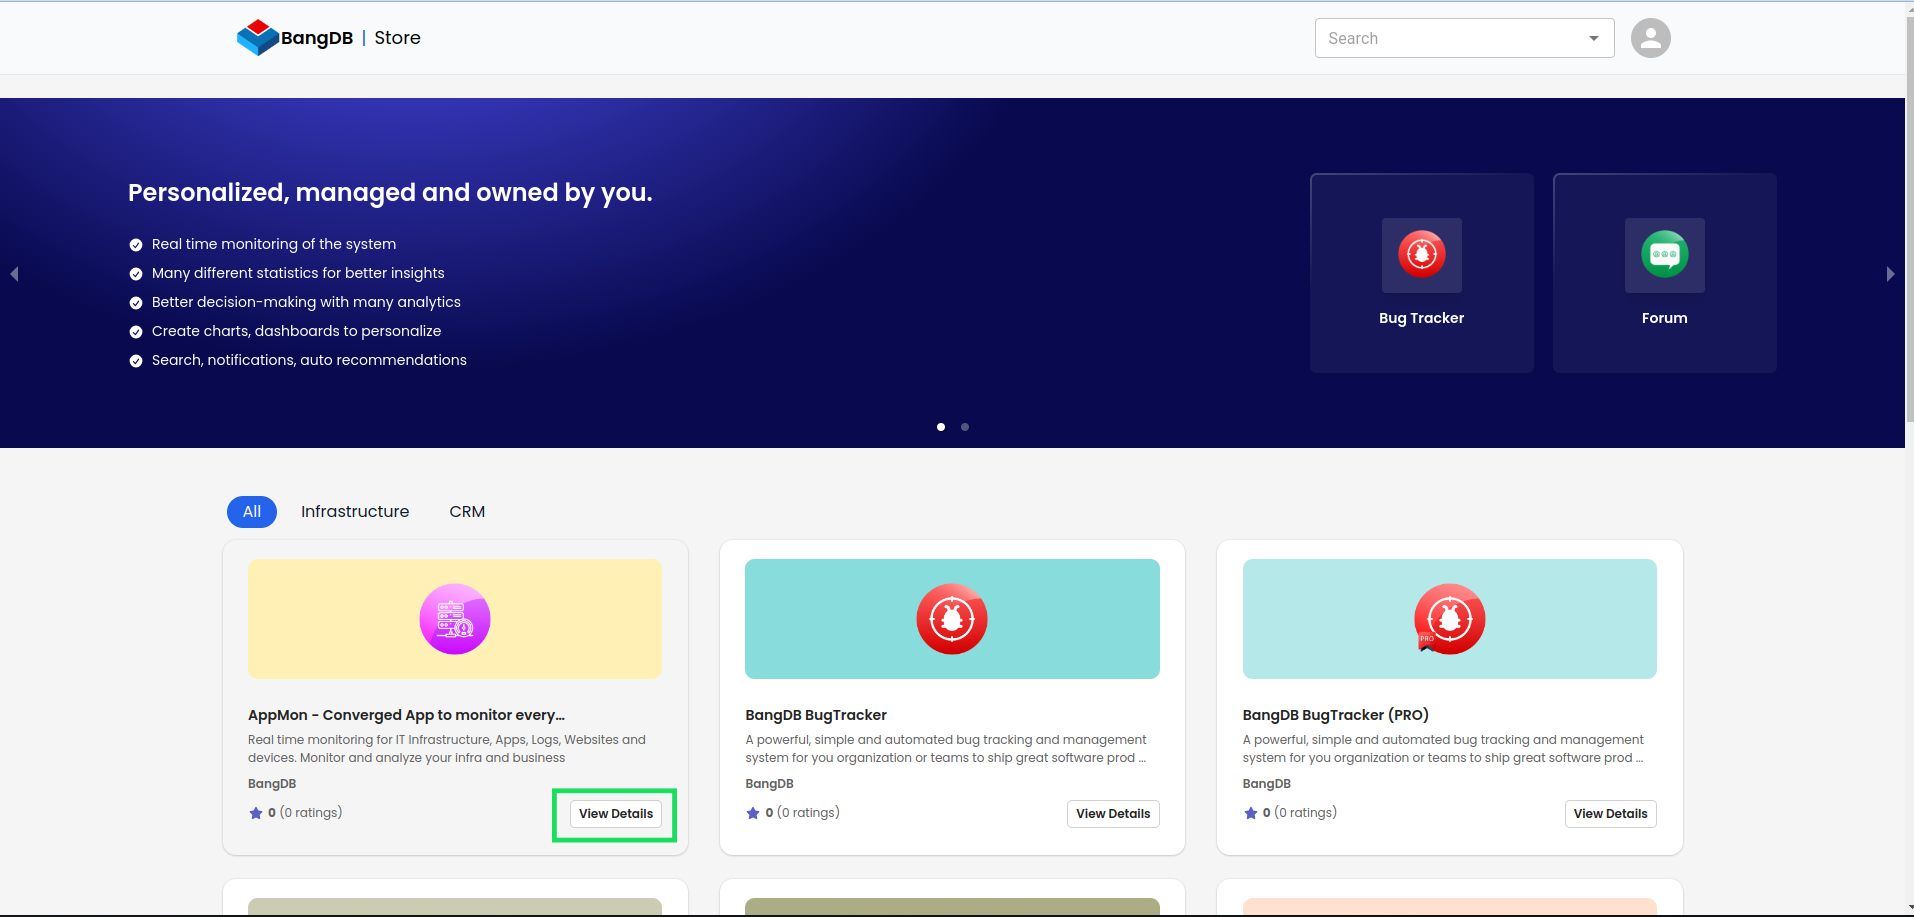 BangDB | Store
Search
Personalized, managed and owned by you.
Real time monitoring of the system
Many different statistics for better insights
Better decision-making with many analytics
Create charts, dashboards to personalize
Search, notifications, auto recommendations
Bug Tracker
Forum
All
Infrastructure
CRM
AppMon - Converged App to monitor every...
Real time monitoring for IT Infrastructure, Apps, Logs, Websites and
devices. Monitor and analyze your infra and business
BangDB
0 (0 ratings)
View Details
BangDB BugTracker
A powerful, simple and automated bug tracking and management
system for you organization or teams to ship great software prod ...
BangDB
0 (0 ratings)
View Details
PRO
BangDB BugTracker (PRO)
A powerful, simple and automated bug tracking and management
system for you organization or teams to ship great software prod ...
BangDB
0 (0 ratings)
View Details